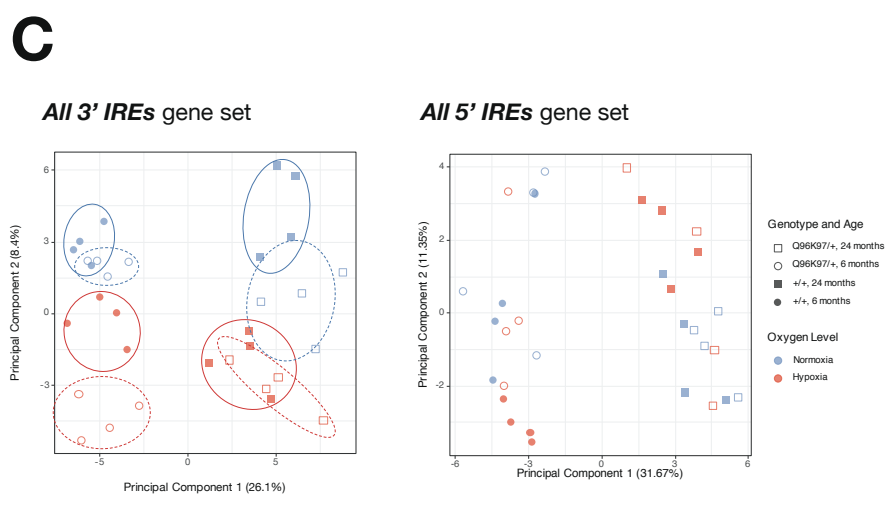 C
All 3’ IREs gene set
Principal Component 2 (8.4%)
6
3
0
-3
-5
0
5
Principal Component 1 (26.1%)
All 5’ IREs gene set
Principal Component 2 (11.35%)
4
2
0
-2
-6
-3
0
3
6
Principal Component 1 (31.67%)
Genotype and Age
Q96K97/+, 24 months
Q96K97/+, 6 months
+/+, 24 months
+/+, 6 months
Oxygen Level
Normoxia
Hypoxia